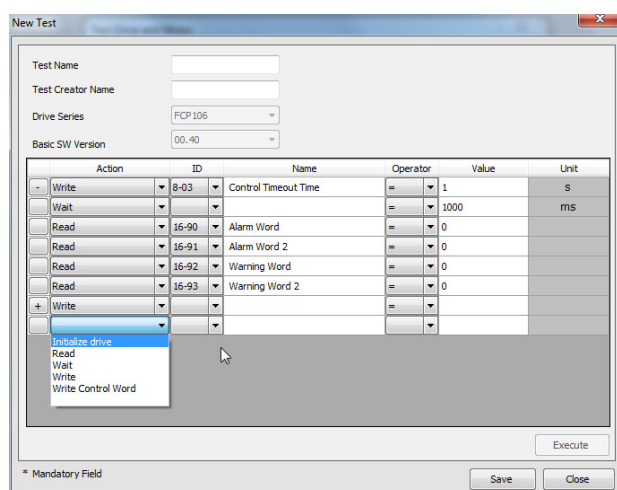 New Test
Test Name
Test Creator Name
Drive Series FCP106
Basic SW Version 00.40
Action ID Name Operator Value Unit
- Write 8-03 Control Timeout Time = 1 s
Wait = 1000 ms
Read 16-90 Alarm Word = 0
Read 16-91 Alarm Word 2 = 0
Read 16-92 Warning Word = 0
Read 16-93 Warning Word 2 = 0
+ Write =
Initialize drive
Read
Wait
Write
Write Control Word
Execute
* Mandatory Field
Save Close